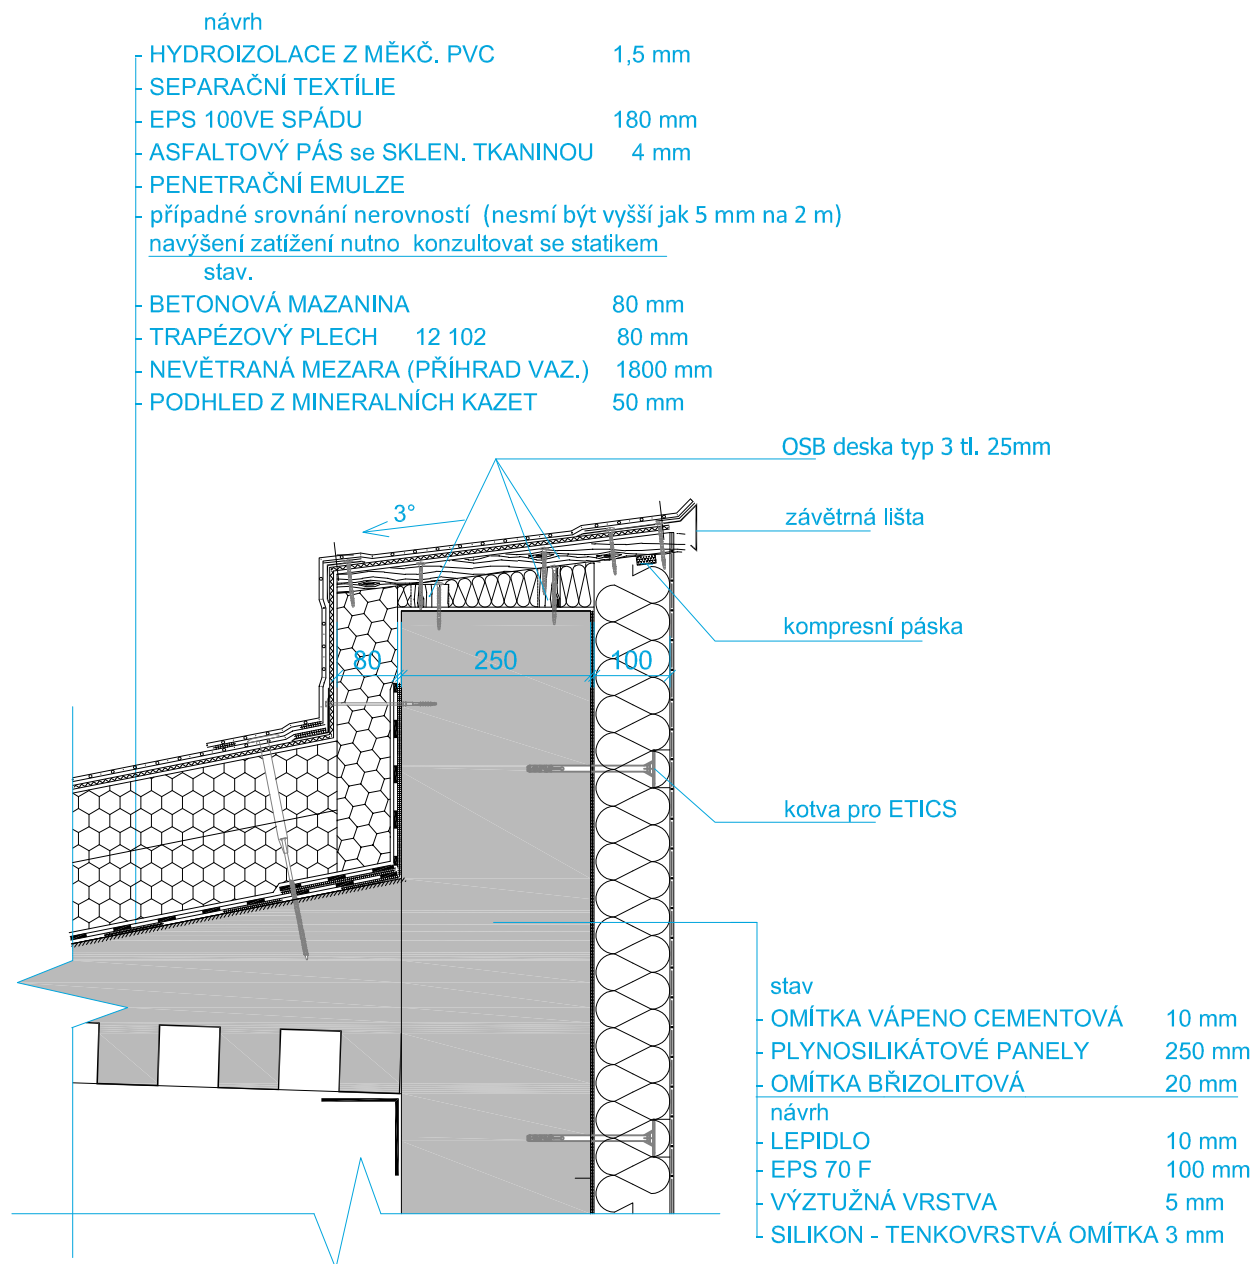 návrh
- HYDROIZOLACE Z MĚKČ. PVC 1,5 mm
- SEPARAČNÍ TEXTÍLIE
- EPS 100VE SPÁDU 180 mm
- ASFALTOVÝ PÁS se SKLEN. TKANINOU 4 mm
- PENETRAČNÍ EMULZE
- případné srovnání nerovností (nesmí být vyšší jak 5 mm na 2 m)
navýšení zatížení nutno konzultovat se statikem
stav.
- BETONOVÁ MAZANINA 80 mm
- TRAPÉZOVÝ PLECH 12 102 80 mm
- NEVĚTRANÁ MEZARA (PŘÍHRAD VAZ.) 1800 mm
- PODHLED Z MINERALNÍCH KAZET 50 mm
OSB deska typ 3 tl. 25mm
3°
závětrná lišta
kompresní páska
80 250 100
kotva pro ETICS
stav
- OMÍTKA VÁPENO CEMENTOVÁ 10 mm
- PLYNOSILIKÁTOVÉ PANELY 250 mm
- OMÍTKA BŘIZOLITOVÁ 20 mm
návrh
- LEPIDLO 10 mm
- EPS 70 F 100 mm
- VÝZTUŽNÁ VRSTVA 5 mm
- SILIKON - TENKOVRSTVÁ OMÍTKA 3 mm